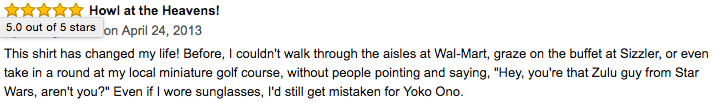 Howl at the Heavens!
5.0 out of 5 stars on April 24, 2013
This shirt has changed my life! Before, I couldn't walk through the aisles at Wal-Mart, graze on the buffet at Sizzler, or even
take in a round at my local miniature golf course, without people pointing and saying, "Hey, you're that Zulu guy from Star
Wars, aren't you?" Even if I wore sunglasses, I'd still get mistaken for Yoko Ono.